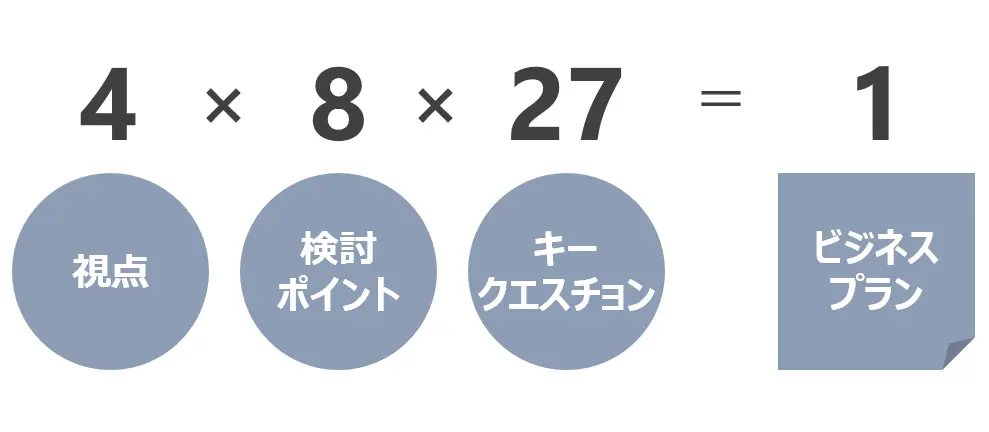 4 × 8 × 27 = 1
視点
検討
ポイント
キー
クエスチョン
ビジネス
プラン